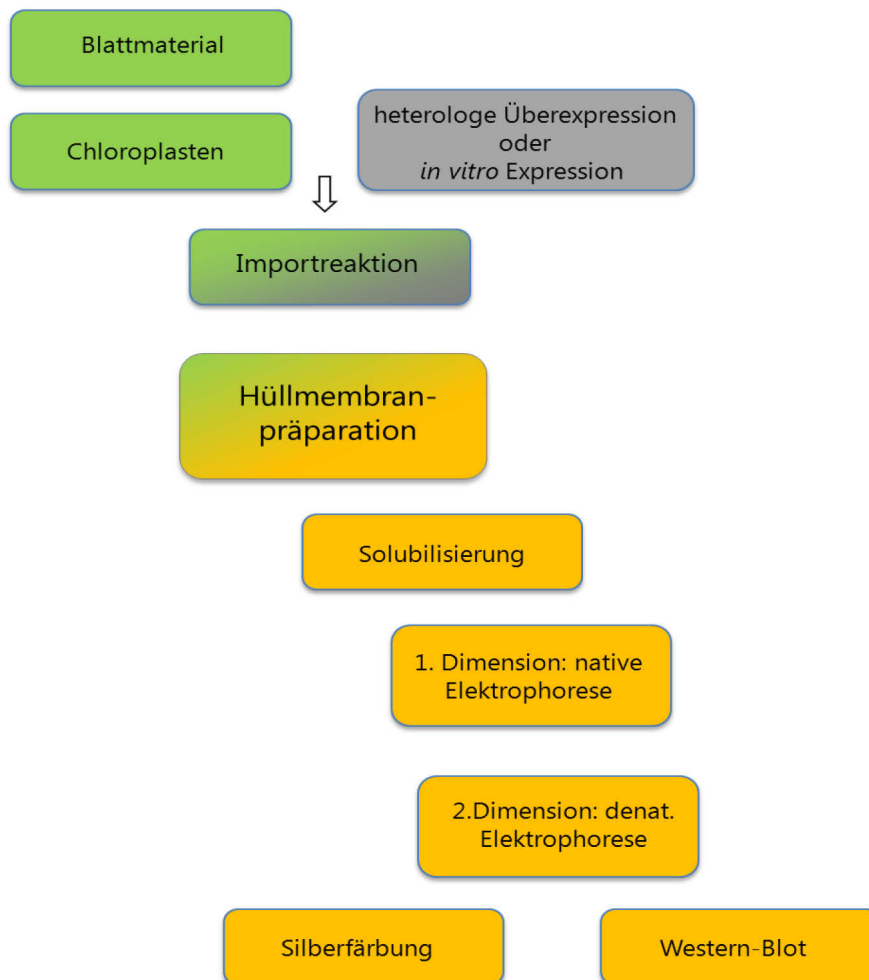 Blattmaterial
Chloroplasten
heterologe Überexpression
oder
in vitro Expression
Importreaktion
Hüllmembran-
präparation
Solubilisierung
1. Dimension: native
Elektrophorese
2.Dimension: denat.
Elektrophorese
Silberfärbung
Western-Blot